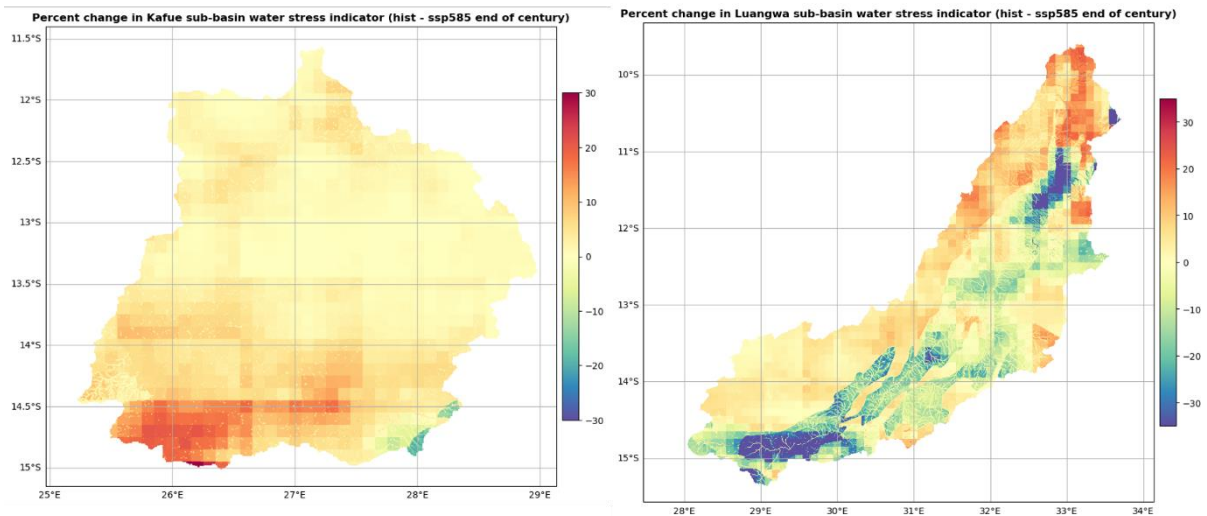 Percent change in Kafue sub-basin water stress indicator (hist - ssp585 end of century)
11.5°S
12°S
12.5°S
13°S
13.5°S
14°S
14.5°S
15°S
25°E
26°E
27°E
28°E
29°E
30
20
10
0
−10
−20
−30
Percent change in Luangwa sub-basin water stress indicator (hist - ssp585 end of century)
10°S
11°S
12°S
13°S
14°S
15°S
28°E
29°E
30°E
31°E
32°E
33°E
34°E
30
20
10
0
−10
−20
−30